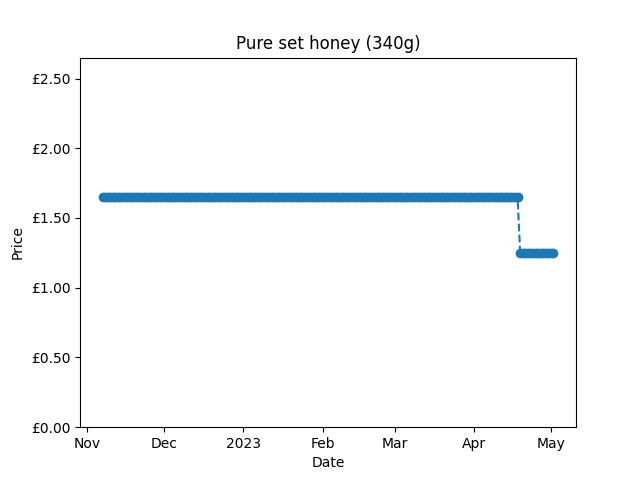 Pure set honey (340g)
£2.50
£2.00
£1.50
£1.00
£0.50
£0.00
Price
Nov Dec 2023 Feb Mar Apr May
Date